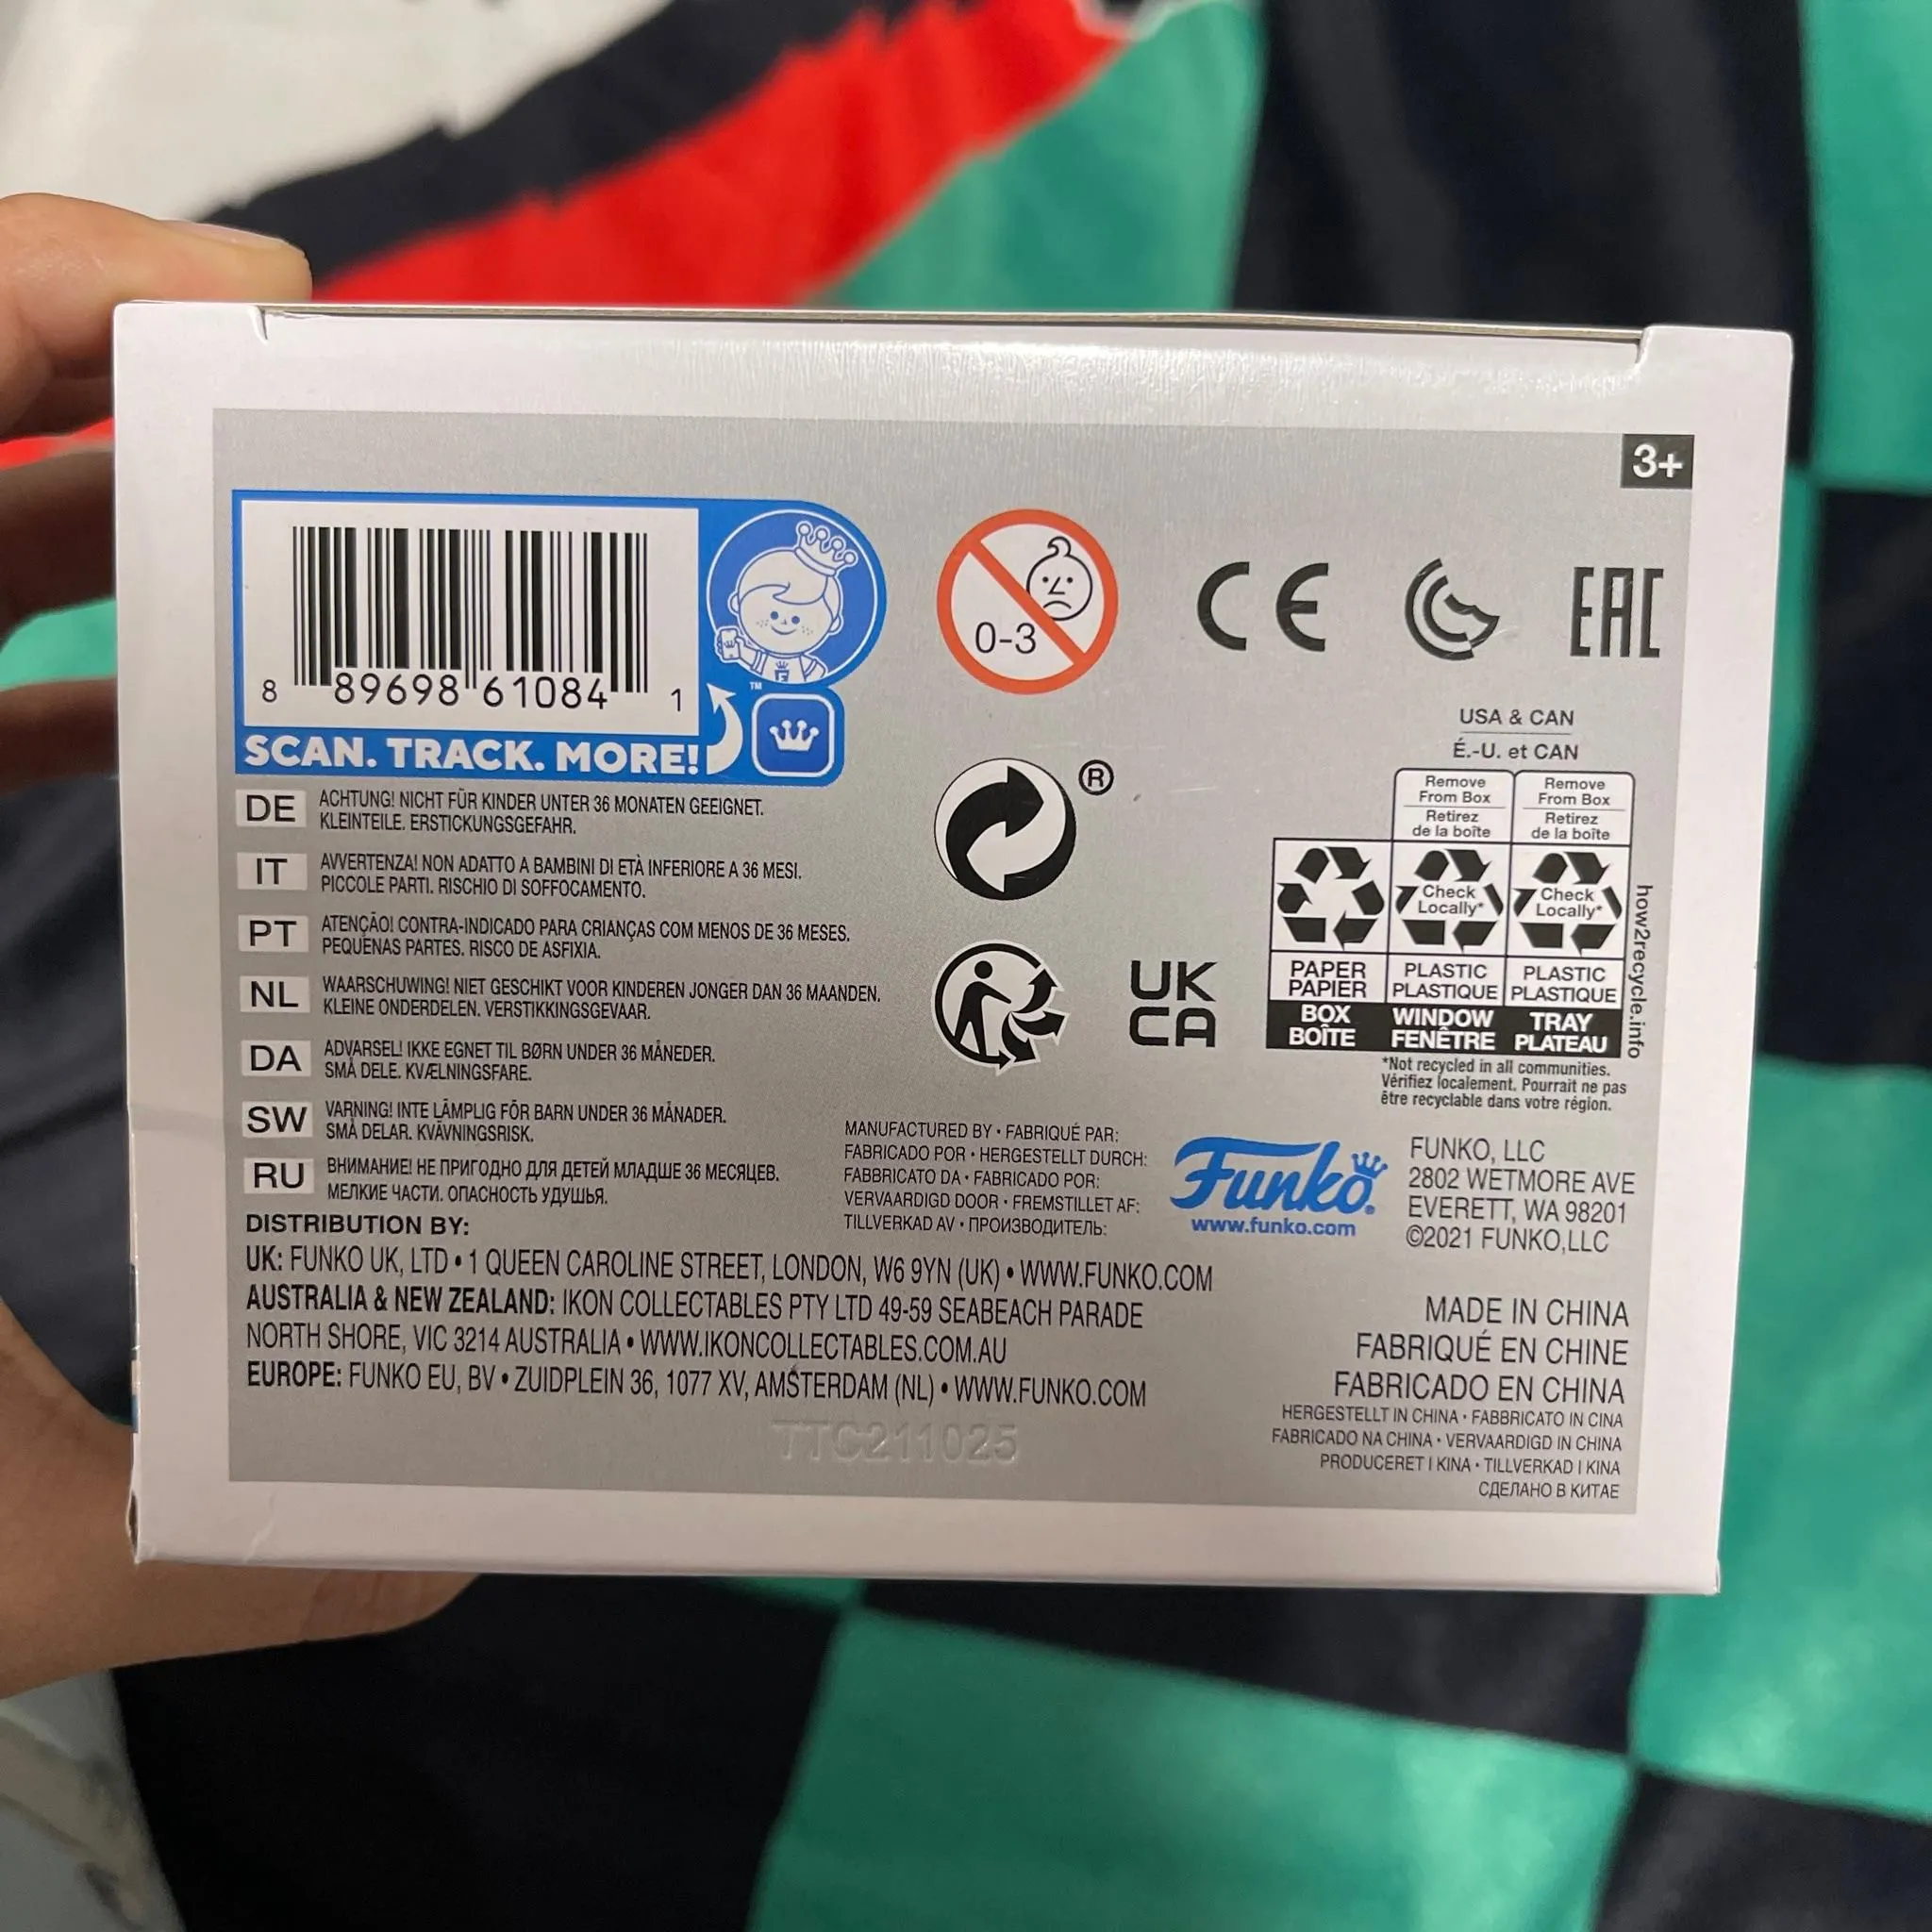 3+
8 89698 61084 1
SCAN. TRACK. MORE!
TM
0-3
CE
EAC
USA & CAN
É.-U. et CAN
Remove
From Box
Retirez
de la boîte
Remove
From Box
Retirez
de la boîte
Check
Locally*
Check
Locally*
PAPER
PAPIER
PLASTIC
PLASTIQUE
PLASTIC
PLASTIQUE
BOX
BOÎTE
WINDOW
FENÊTRE
TRAY
PLATEAU
how2recycle.info
*Not recycled in all communities.
Vérifiez localement. Pourrait ne pas
être recyclable dans votre région.
®
UK
CA
DE ACHTUNG! NICHT FÜR KINDER UNTER 36 MONATEN GEEIGNET.
KLEINTEILE. ERSTICKUNGSGEFAHR.
IT AVVERTENZA! NON ADATTO A BAMBINI DI ETÀ INFERIORE A 36 MESI.
PICCOLE PARTI. RISCHIO DI SOFFOCAMENTO.
PT ATENÇÃO! CONTRA-INDICADO PARA CRIANÇAS COM MENOS DE 36 MESES.
PEQUENAS PARTES. RISCO DE ASFIXIA.
NL WAARSCHUWING! NIET GESCHIKT VOOR KINDEREN JONGER DAN 36 MAANDEN.
KLEINE ONDERDELEN. VERSTIKKINGSGEVAAR.
DA ADVARSEL! IKKE EGNET TIL BØRN UNDER 36 MÅNEDER.
SMÅ DELE. KVÆLNINGSFARE.
SW VARNING! INTE LÄMPLIG FÖR BARN UNDER 36 MÅNADER.
SMÅ DELAR. KVÄVNINGSRISK.
RU ВНИМАНИЕ! НЕ ПРИГОДНО ДЛЯ ДЕТЕЙ МЛАДШЕ 36 МЕСЯЦЕВ.
МЕЛКИЕ ЧАСТИ. ОПАСНОСТЬ УДУШЬЯ.
MANUFACTURED BY • FABRIQUÉ PAR:
FABRICADO POR • HERGESTELLT DURCH:
FABBRICATO DA • FABRICADO POR:
VERVAARDIGD DOOR • FREMSTILLET AF:
TILLVERKAD AV • ПРОИЗВОДИТЕЛЬ:
Funko®
www.funko.com
FUNKO, LLC
2802 WETMORE AVE
EVERETT, WA 98201
©2021 FUNKO,LLC
DISTRIBUTION BY:
UK: FUNKO UK, LTD • 1 QUEEN CAROLINE STREET, LONDON, W6 9YN (UK) • WWW.FUNKO.COM
AUSTRALIA & NEW ZEALAND: IKON COLLECTABLES PTY LTD 49-59 SEABEACH PARADE
NORTH SHORE, VIC 3214 AUSTRALIA • WWW.IKONCOLLECTABLES.COM.AU
EUROPE: FUNKO EU, BV • ZUIDPLEIN 36, 1077 XV, AMSTERDAM (NL) • WWW.FUNKO.COM
MADE IN CHINA
FABRIQUÉ EN CHINE
FABRICADO EN CHINA
HERGESTELLT IN CHINA • FABBRICATO IN CINA
FABRICADO NA CHINA • VERVAARDIGD IN CHINA
PRODUCERET I KINA • TILLVERKAD I KINA
СДЕЛАНО В КИТАЕ
TTC211025